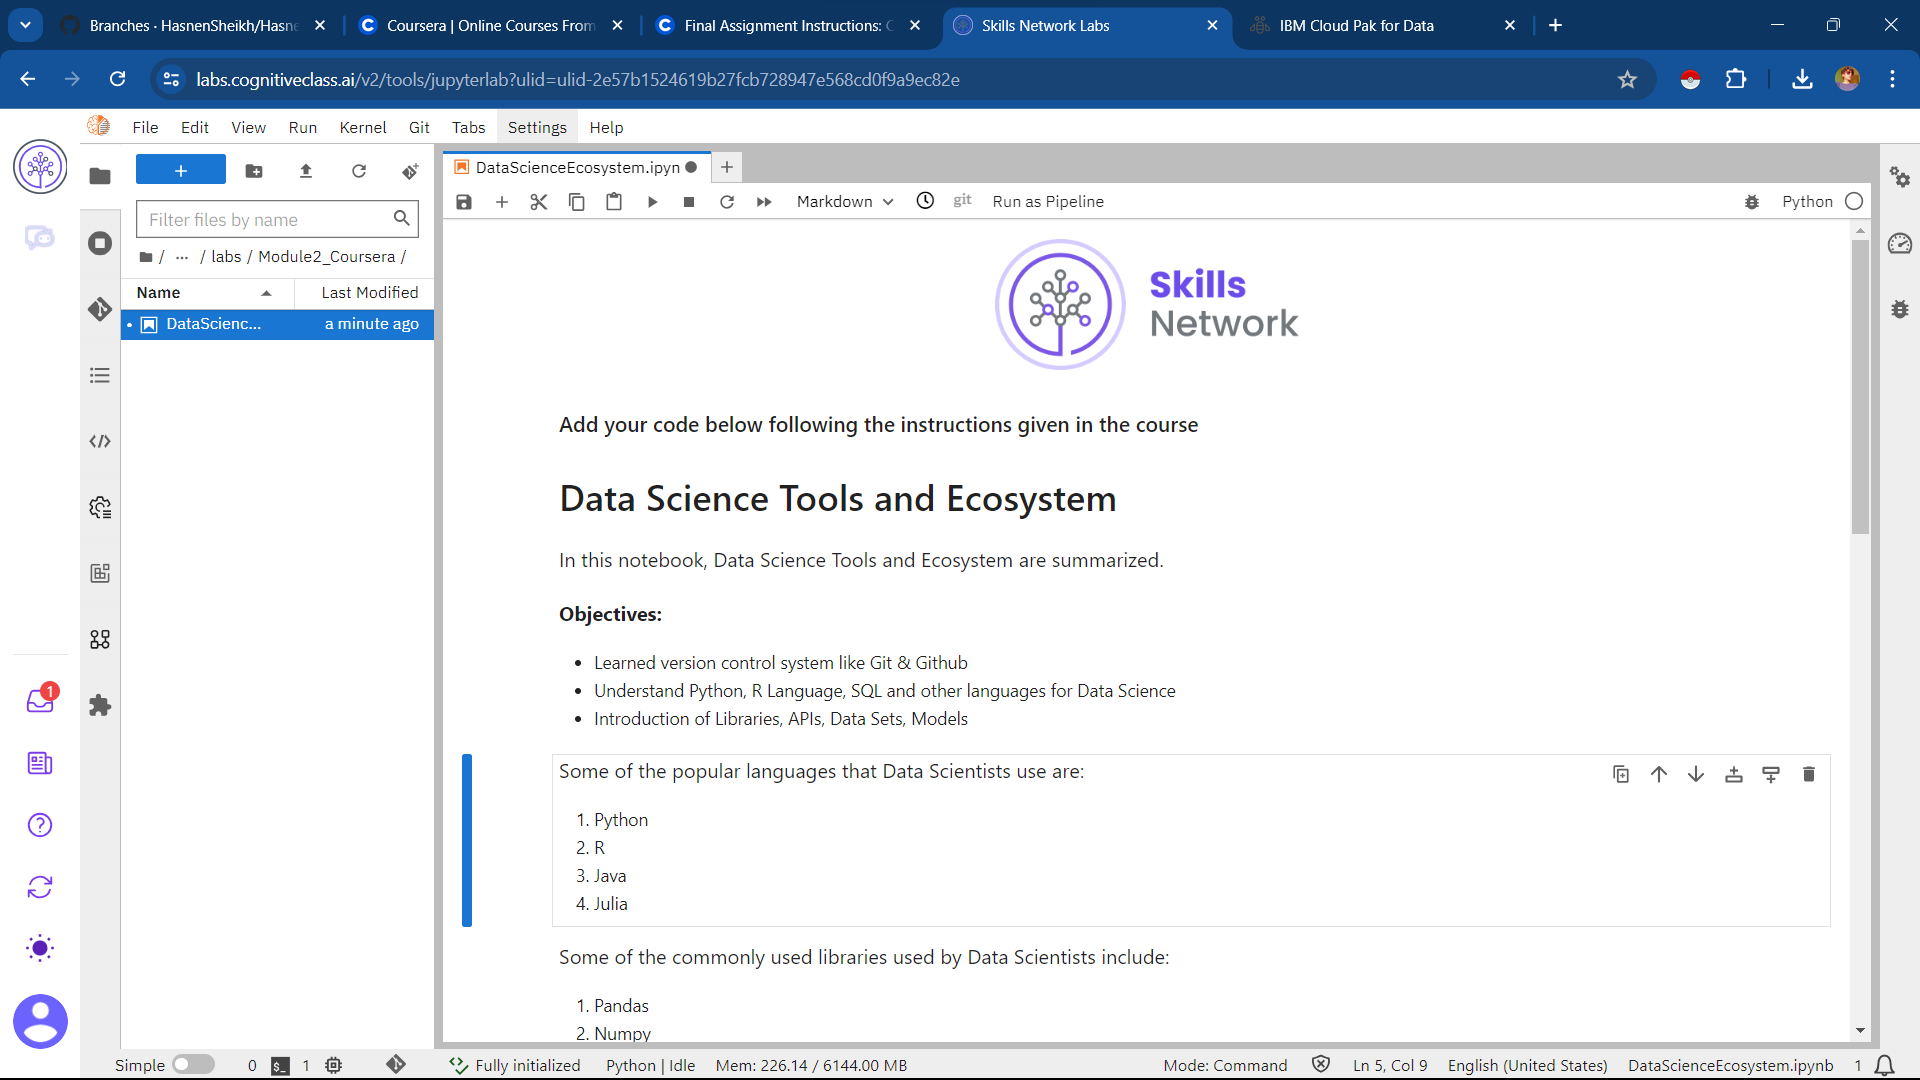 Branches · HasnenSheikh/Hasne
Coursera | Online Courses From
Final Assignment Instructions: C
Skills Network Labs
IBM Cloud Pak for Data
labs.cognitiveclass.ai/v2/tools/jupyterlab?ulid=ulid-2e57b1524619b27fcb728947e568cd0f9a9ec82e
File Edit View Run Kernel Git Tabs Settings Help
DataScienceEcosystem.ipyn
Filter files by name
Markdown
git
Run as Pipeline
Python
/ ... / labs / Module2_Coursera /
Name Last Modified
DataScienc... a minute ago
Skills
Network
Add your code below following the instructions given in the course
Data Science Tools and Ecosystem
In this notebook, Data Science Tools and Ecosystem are summarized.
Objectives:
• Learned version control system like Git & Github
• Understand Python, R Language, SQL and other languages for Data Science
• Introduction of Libraries, APIs, Data Sets, Models
Some of the popular languages that Data Scientists use are:
1. Python
2. R
3. Java
4. Julia
Some of the commonly used libraries used by Data Scientists include:
1. Pandas
2. Numpy
1
Simple 0 $_ 1 Fully initialized Python | Idle Mem: 226.14 / 6144.00 MB Mode: Command Ln 5, Col 9 English (United States) DataScienceEcosystem.ipynb 1